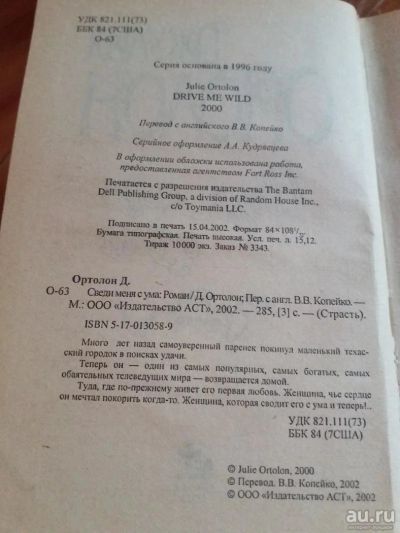 УДК 821.111(73)
ББК 84 (7США)
О-63
Серия основана в 1996 году
Julie Ortolon
DRIVE ME WILD
2000
Перевод с английского В.В. Копейко
Серийное оформление А.А. Кудрявцева
В оформлении обложки использована работа,
предоставленная агентством Fort Ross Inc.
Печатается с разрешения издательства The Bantam
Dell Publishing Group, a division of Random House Inc.,
c/o Toymania LLC.
Подписано в печать 15.04.2002. Формат 84×108 1/
Бумага типографская. Печать высокая. Усл. печ. л. 15,12.
Тираж 10000 экз. Заказ № 3343.
Ортолон Д.
О-63 Сведи меня с ума: Роман / Д. Ортолон; Пер. с англ. В.В. Копейко. —
М.: ООО «Издательство АСТ», 2002. — 285, [3] с. — (Страсть).
ISBN 5-17-013058-9
Много лет назад самоуверенный паренек покинул маленький техас-
ский городок в поисках удачи.
Теперь он — один из самых популярных, самых богатых, самых
обаятельных телеведущих мира — возвращается домой.
Туда, где по-прежнему живет его первая любовь. Женщина, чье сердце
он мечтал покорить когда-то. Женщина, которая сводит его с ума и теперь!..
УДК 821.111(73)
ББК 84 (7США)
© Julie Ortolon, 2000
© Перевод. В.В. Копейко, 2002
© ООО «Издательство АСТ», 2002
au.ru